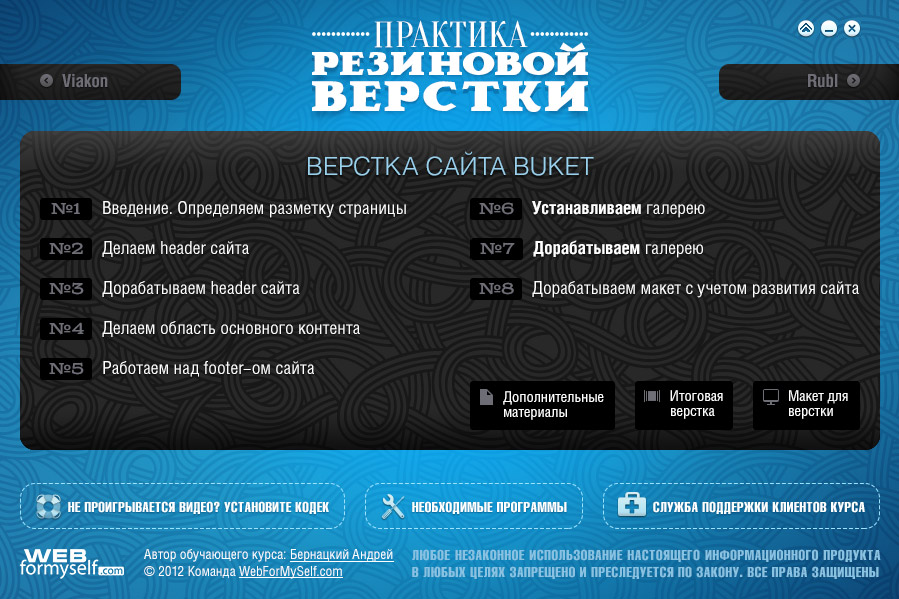 ПРАКТИКА
РЕЗИНОВОЙ
ВЕРСТКИ
Viakon
Rubl
ВЕРСТКА САЙТА BUKET
№1 Введение. Определяем разметку страницы
№2 Делаем header сайта
№3 Дорабатываем header сайта
№4 Делаем область основного контента
№5 Работаем над footer-ом сайта
№6 Устанавливаем галерею
№7 Дорабатываем галерею
№8 Дорабатываем макет с учетом развития сайта
Дополнительные
материалы
Итоговая
верстка
Макет для
верстки
НЕ ПРОИГРЫВАЕТСЯ ВИДЕО? УСТАНОВИТЕ КОДЕК
НЕОБХОДИМЫЕ ПРОГРАММЫ
СЛУЖБА ПОДДЕРЖКИ КЛИЕНТОВ КУРСА
WEB
formyself.com
Автор обучающего курса: Бернацкий Андрей
© 2012 Команда WebForMySelf.com
ЛЮБОЕ НЕЗАКОННОЕ ИСПОЛЬЗОВАНИЕ НАСТОЯЩЕГО ИНФОРМАЦИОННОГО ПРОДУКТА
В ЛЮБЫХ ЦЕЛЯХ ЗАПРЕЩЕНО И ПРЕСЛЕДУЕТСЯ ПО ЗАКОНУ. ВСЕ ПРАВА ЗАЩИЩЕНЫ